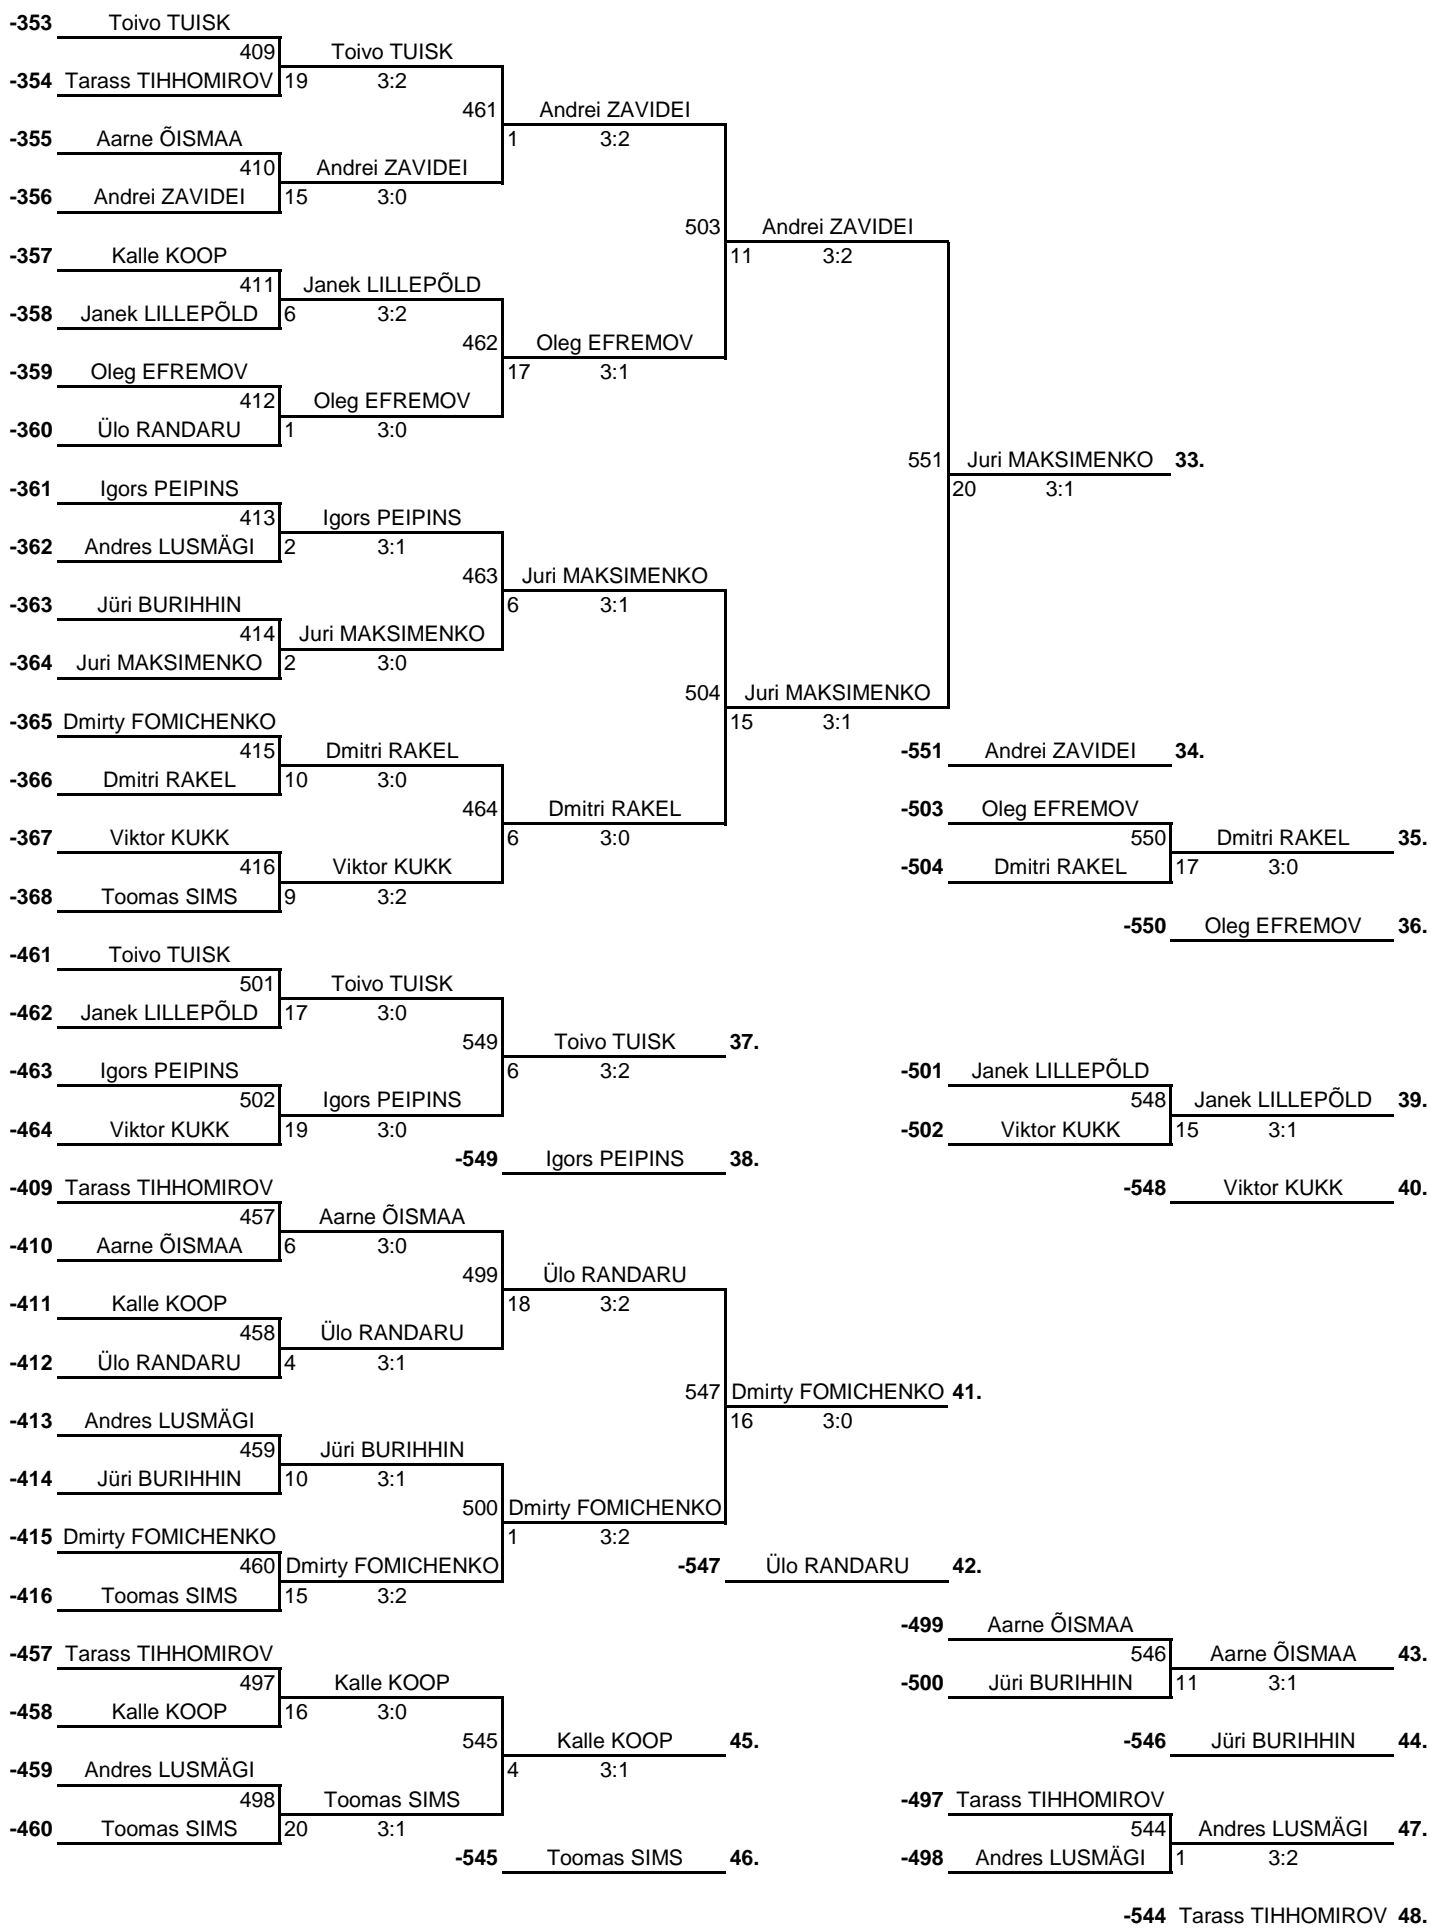 -353 Toivo TUISK
409 Toivo TUISK
-354 Tarass TIHHOMIROV 19 3:2
461 Andrei ZAVIDEI
-355 Aarne ÕISMAA 1 3:2
410 Andrei ZAVIDEI
-356 Andrei ZAVIDEI 15 3:0
503 Andrei ZAVIDEI
-357 Kalle KOOP 11 3:2
411 Janek LILLEPÕLD
-358 Janek LILLEPÕLD 6 3:2
462 Oleg EFREMOV
-359 Oleg EFREMOV 17 3:1
412 Oleg EFREMOV
-360 Ülo RANDARU 1 3:0
551 Juri MAKSIMENKO 33.
-361 Igors PEIPINS 20 3:1
413 Igors PEIPINS
-362 Andres LUSMÄGI 2 3:1
463 Juri MAKSIMENKO
-363 Jüri BURIHHIN 6 3:1
414 Juri MAKSIMENKO
-364 Juri MAKSIMENKO 2 3:0
504 Juri MAKSIMENKO
-365 Dmirty FOMICHENKO 15 3:1
415 Dmitri RAKEL -551 Andrei ZAVIDEI 34.
-366 Dmitri RAKEL 10 3:0
464 Dmitri RAKEL -503 Oleg EFREMOV
-367 Viktor KUKK 6 3:0 550 Dmitri RAKEL 35.
416 Viktor KUKK -504 Dmitri RAKEL 17 3:0
-368 Toomas SIMS 9 3:2
-550 Oleg EFREMOV 36.
-461 Toivo TUISK
501 Toivo TUISK
-462 Janek LILLEPÕLD 17 3:0
549 Toivo TUISK 37.
-463 Igors PEIPINS 6 3:2 -501 Janek LILLEPÕLD
502 Igors PEIPINS 548 Janek LILLEPÕLD 39.
-464 Viktor KUKK 19 3:0 -502 Viktor KUKK 15 3:1
-549 Igors PEIPINS 38.
-409 Tarass TIHHOMIROV -548 Viktor KUKK 40.
457 Aarne ÕISMAA
-410 Aarne ÕISMAA 6 3:0
499 Ülo RANDARU
-411 Kalle KOOP 18 3:2
458 Ülo RANDARU
-412 Ülo RANDARU 4 3:1
547 Dmirty FOMICHENKO 41.
-413 Andres LUSMÄGI 16 3:0
459 Jüri BURIHHIN
-414 Jüri BURIHHIN 10 3:1
500 Dmirty FOMICHENKO
-415 Dmirty FOMICHENKO 1 3:2
460 Dmirty FOMICHENKO -547 Ülo RANDARU 42.
-416 Toomas SIMS 15 3:2
-499 Aarne ÕISMAA
-457 Tarass TIHHOMIROV 546 Aarne ÕISMAA 43.
497 Kalle KOOP -500 Jüri BURIHHIN 11 3:1
-458 Kalle KOOP 16 3:0
545 Kalle KOOP 45. -546 Jüri BURIHHIN 44.
-459 Andres LUSMÄGI 4 3:1
498 Toomas SIMS -497 Tarass TIHHOMIROV
-460 Toomas SIMS 20 3:1 544 Andres LUSMÄGI 47.
-545 Toomas SIMS 46. -498 Andres LUSMÄGI 1 3:2
-544 Tarass TIHHOMIROV 48.